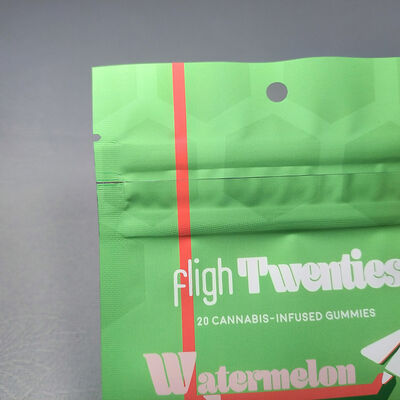 fligh Twenties
20 CANNABIS-INFUSED GUMMIES
Watermelon